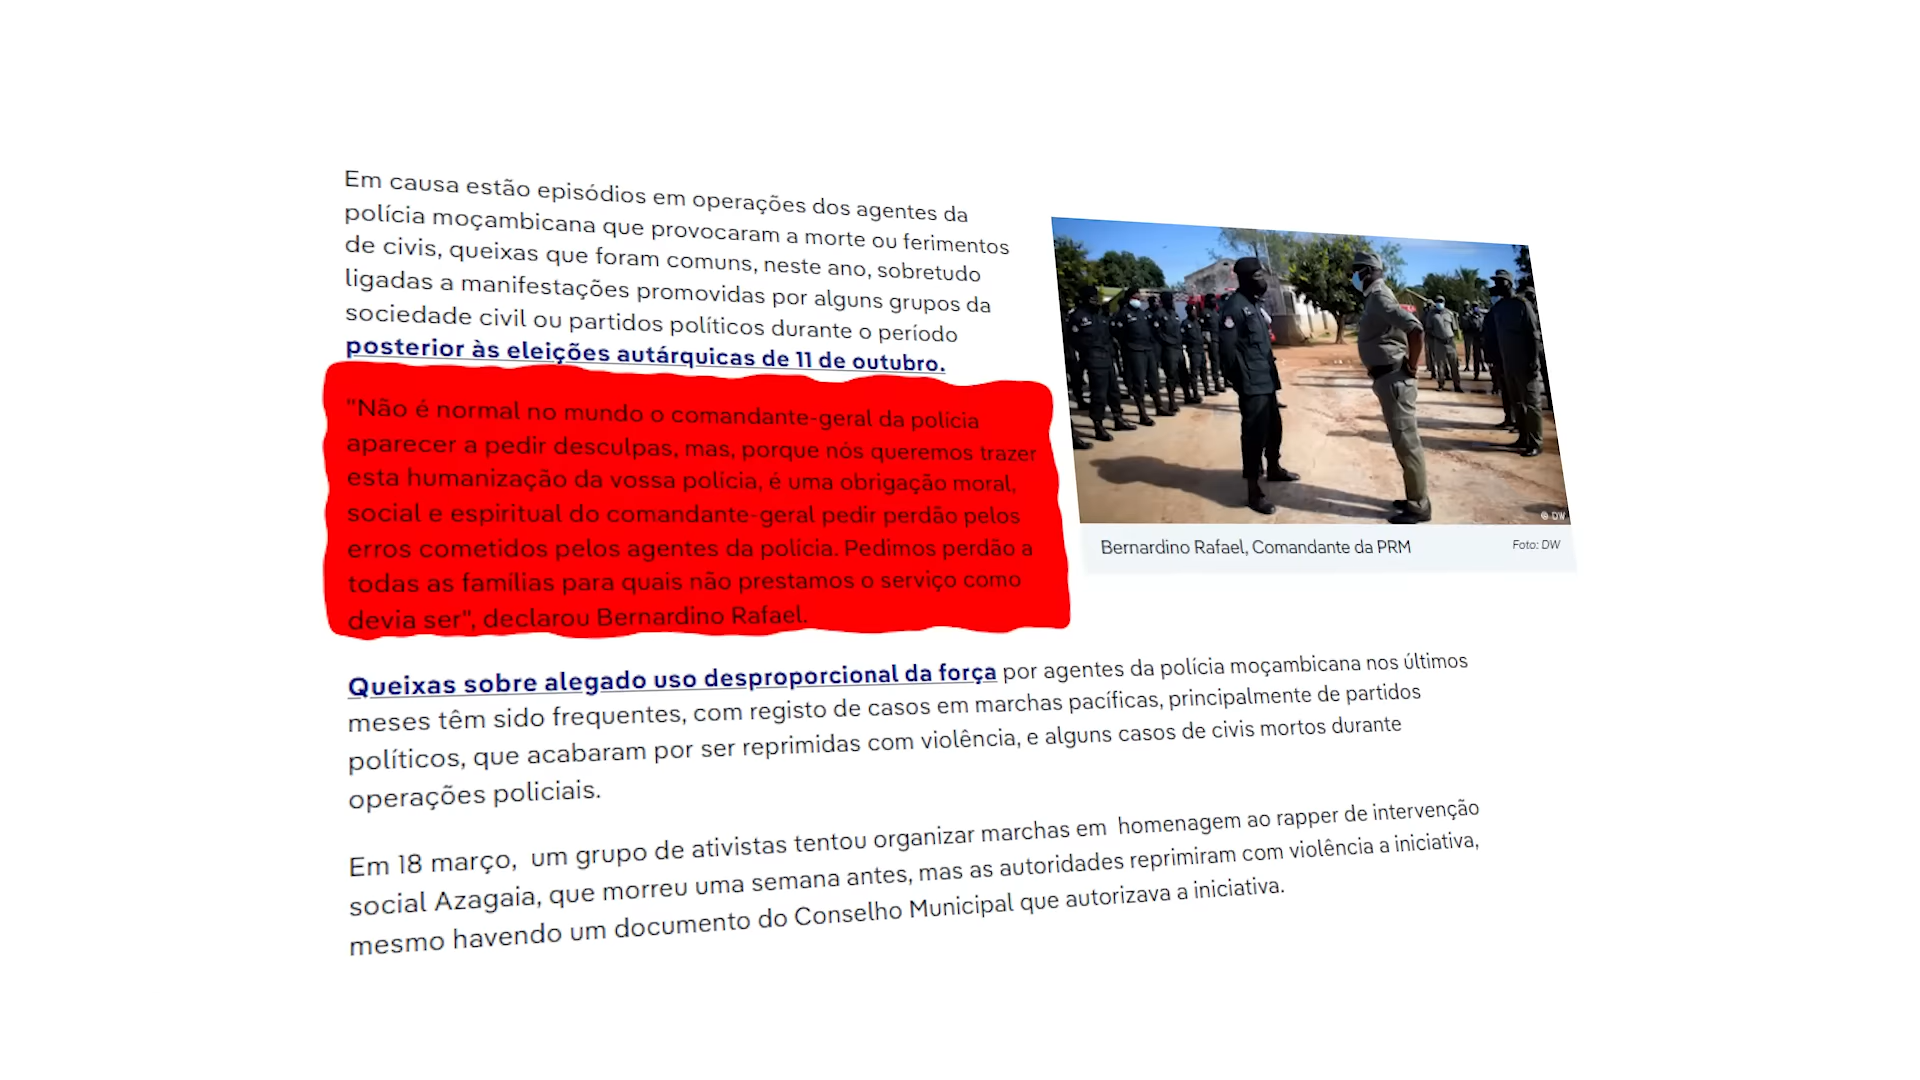 Em causa estão episódios em operações dos agentes da
polícia moçambicana que provocaram a morte ou ferimentos
de civis, queixas que foram comuns, neste ano, sobretudo
ligadas a manifestações promovidas por alguns grupos da
sociedade civil ou partidos políticos durante o período
posterior às eleições autárquicas de 11 de outubro.
"Não é normal no mundo o comandante-geral da polícia
aparecer a pedir desculpas, mas, porque nós queremos trazer
esta humanização da vossa polícia, é uma obrigação moral,
social e espiritual do comandante-geral pedir perdão pelos
erros cometidos pelos agentes da polícia. Pedimos perdão a
todas as famílias para quais não prestamos o serviço como
devia ser", declarou Bernardino Rafael.
© DW
Bernardino Rafael, Comandante da PRM
Foto: DW
Queixas sobre alegado uso desproporcional da força por agentes da polícia moçambicana nos últimos
meses têm sido frequentes, com registo de casos em marchas pacíficas, principalmente de partidos
políticos, que acabaram por ser reprimidas com violência, e alguns casos de civis mortos durante
operações policiais.
Em 18 março, um grupo de ativistas tentou organizar marchas em homenagem ao rapper de intervenção
social Azagaia, que morreu uma semana antes, mas as autoridades reprimiram com violência a iniciativa,
mesmo havendo um documento do Conselho Municipal que autorizava a iniciativa.